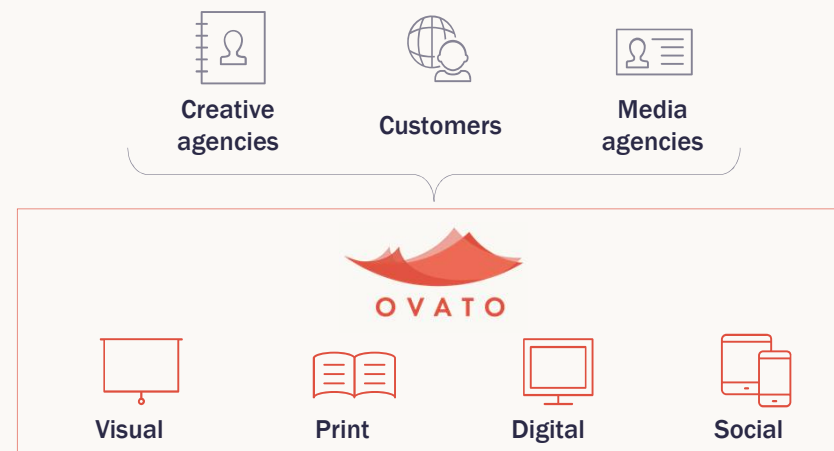 Creative
agencies
Customers
Media
agencies
OVATO
Visual
Print
Digital
Social